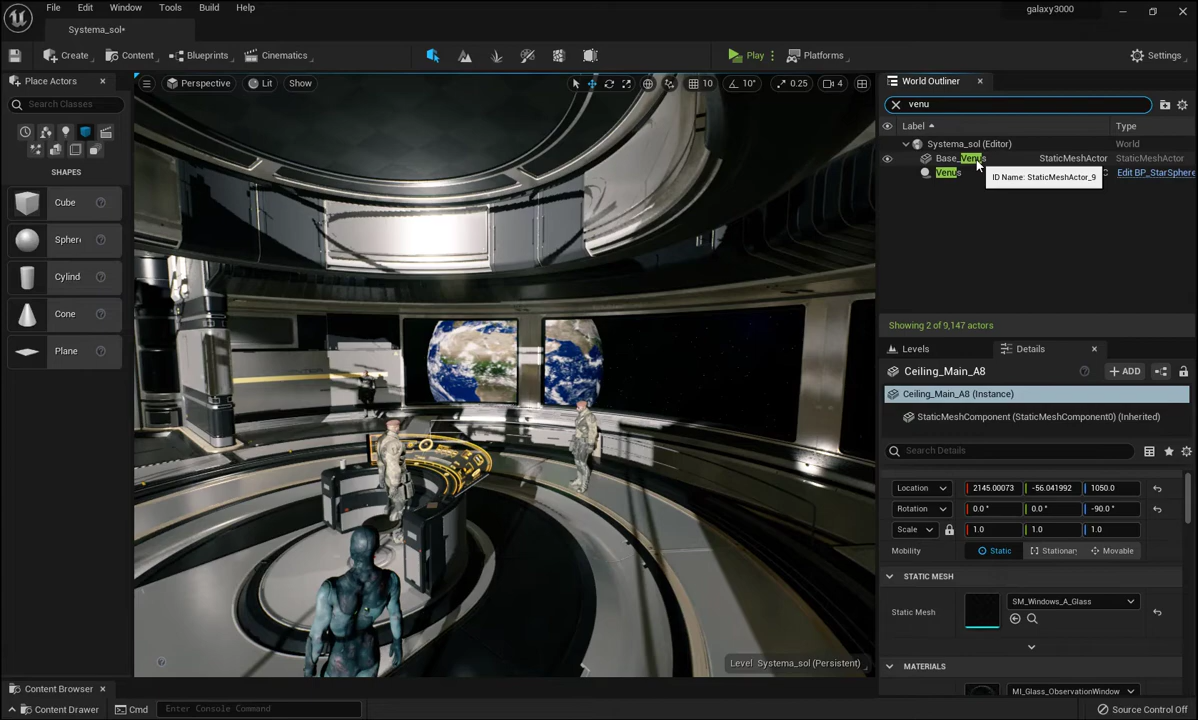 File Edit Window Tools Build Help
galaxy3000
Systema_sol•
Create Content Blueprints Cinematics Play Platforms Settings
Place Actors
Search Classes
SHAPES
Cube
Sphere
Cylind
Cone
Plane
Perspective Lit Show
10 10° 0.25 4
World Outliner
venu
Label Type
Systema_sol (Editor) World
Base_Venus StaticMeshActor StaticMeshActor
Venus C Edit BP_StarSphere
ID Name: StaticMeshActor_9
Showing 2 of 9,147 actors
Levels Details
Ceiling_Main_A8 + ADD
Ceiling_Main_A8 (Instance)
StaticMeshComponent (StaticMeshComponent0) (Inherited)
Search Details
Location 2145.00073 -56.041992 1050.0
Rotation 0.0 ° 0.0 ° -90.0 °
Scale 1.0 1.0 1.0
Mobility Static Stationary Movable
STATIC MESH
Static Mesh SM_Windows_A_Glass
MATERIALS
MI_Glass_ObservationWindow
Level Systema_sol (Persistent)
Content Browser
Content Drawer Cmd Enter Console Command Source Control Off